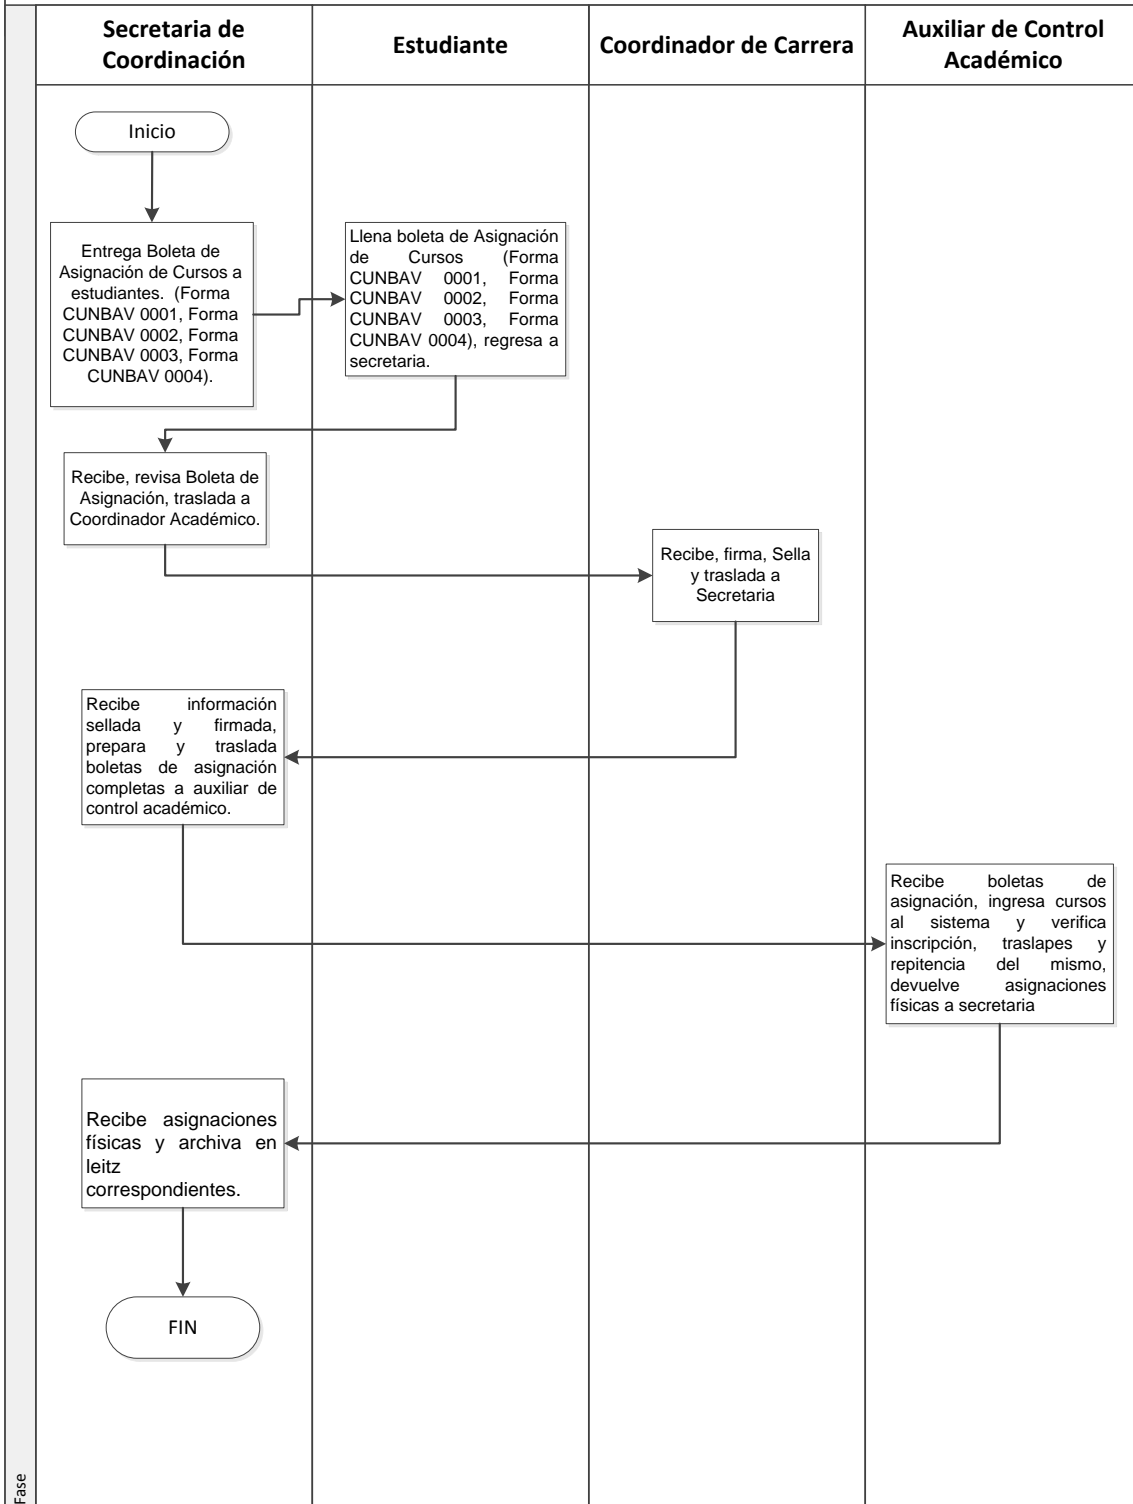 Secretaria de
Coordinación
Estudiante
Coordinador de Carrera
Auxiliar de Control
Académico
Inicio
Entrega Boleta de
Asignación de Cursos a
estudiantes. (Forma
CUNBAV 0001, Forma
CUNBAV 0002, Forma
CUNBAV 0003, Forma
CUNBAV 0004).
Llena boleta de Asignación
de Cursos (Forma
CUNBAV 0001, Forma
CUNBAV 0002, Forma
CUNBAV 0003, Forma
CUNBAV 0004), regresa a
secretaria.
Recibe, revisa Boleta de
Asignación, traslada a
Coordinador Académico.
Recibe, firma, Sella
y traslada a
Secretaria
Recibe información
sellada y firmada,
prepara y traslada
boletas de asignación
completas a auxiliar de
control académico.
Recibe boletas de
asignación, ingresa cursos
al sistema y verifica
inscripción, traslapes y
repitencia del mismo,
devuelve asignaciones
físicas a secretaria
Recibe asignaciones
físicas y archiva en
leitz
correspondientes.
FIN
Fase